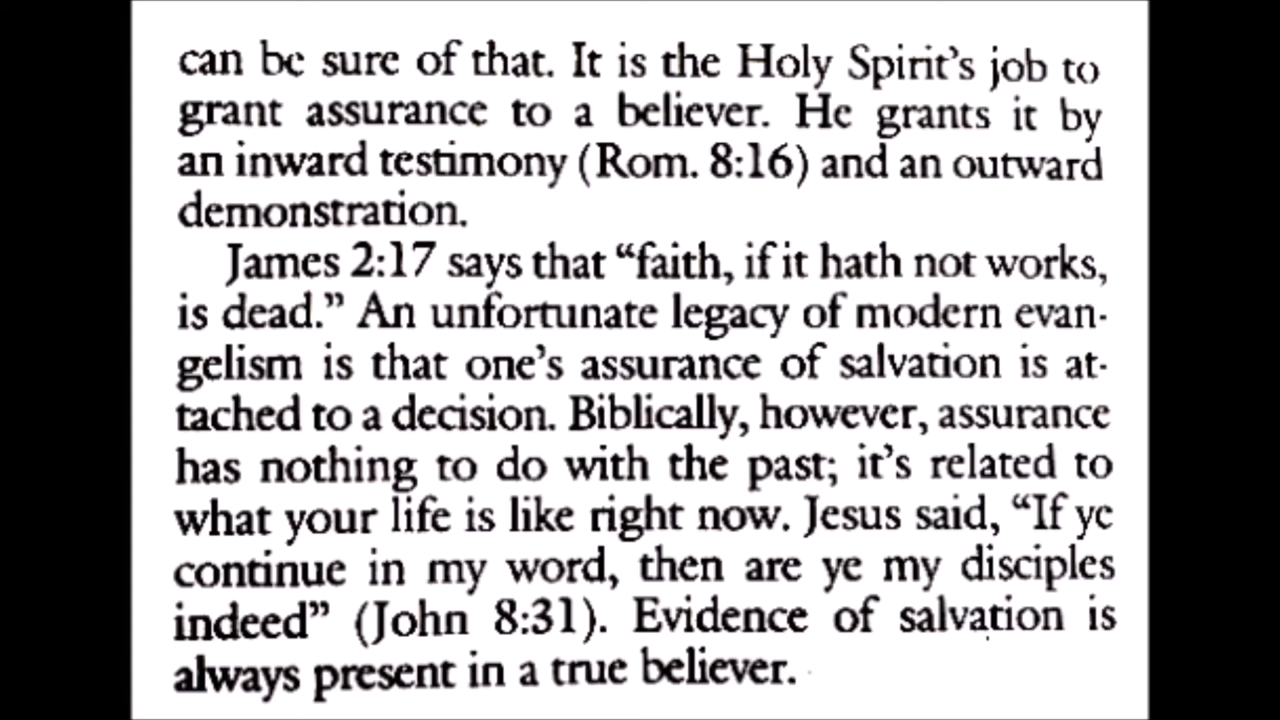 can be sure of that. It is the Holy Spirit's job to
grant assurance to a believer. He grants it by
an inward testimony (Rom. 8:16) and an outward
demonstration.
James 2:17 says that “faith, if it hath not works,
is dead.” An unfortunate legacy of modern evan-
gelism is that one's assurance of salvation is at-
tached to a decision. Biblically, however, assurance
has nothing to do with the past; it's related to
what your life is like right now. Jesus said, “If ye
continue in my word, then are ye my disciples
indeed” (John 8:31). Evidence of salvation is
always present in a true believer.